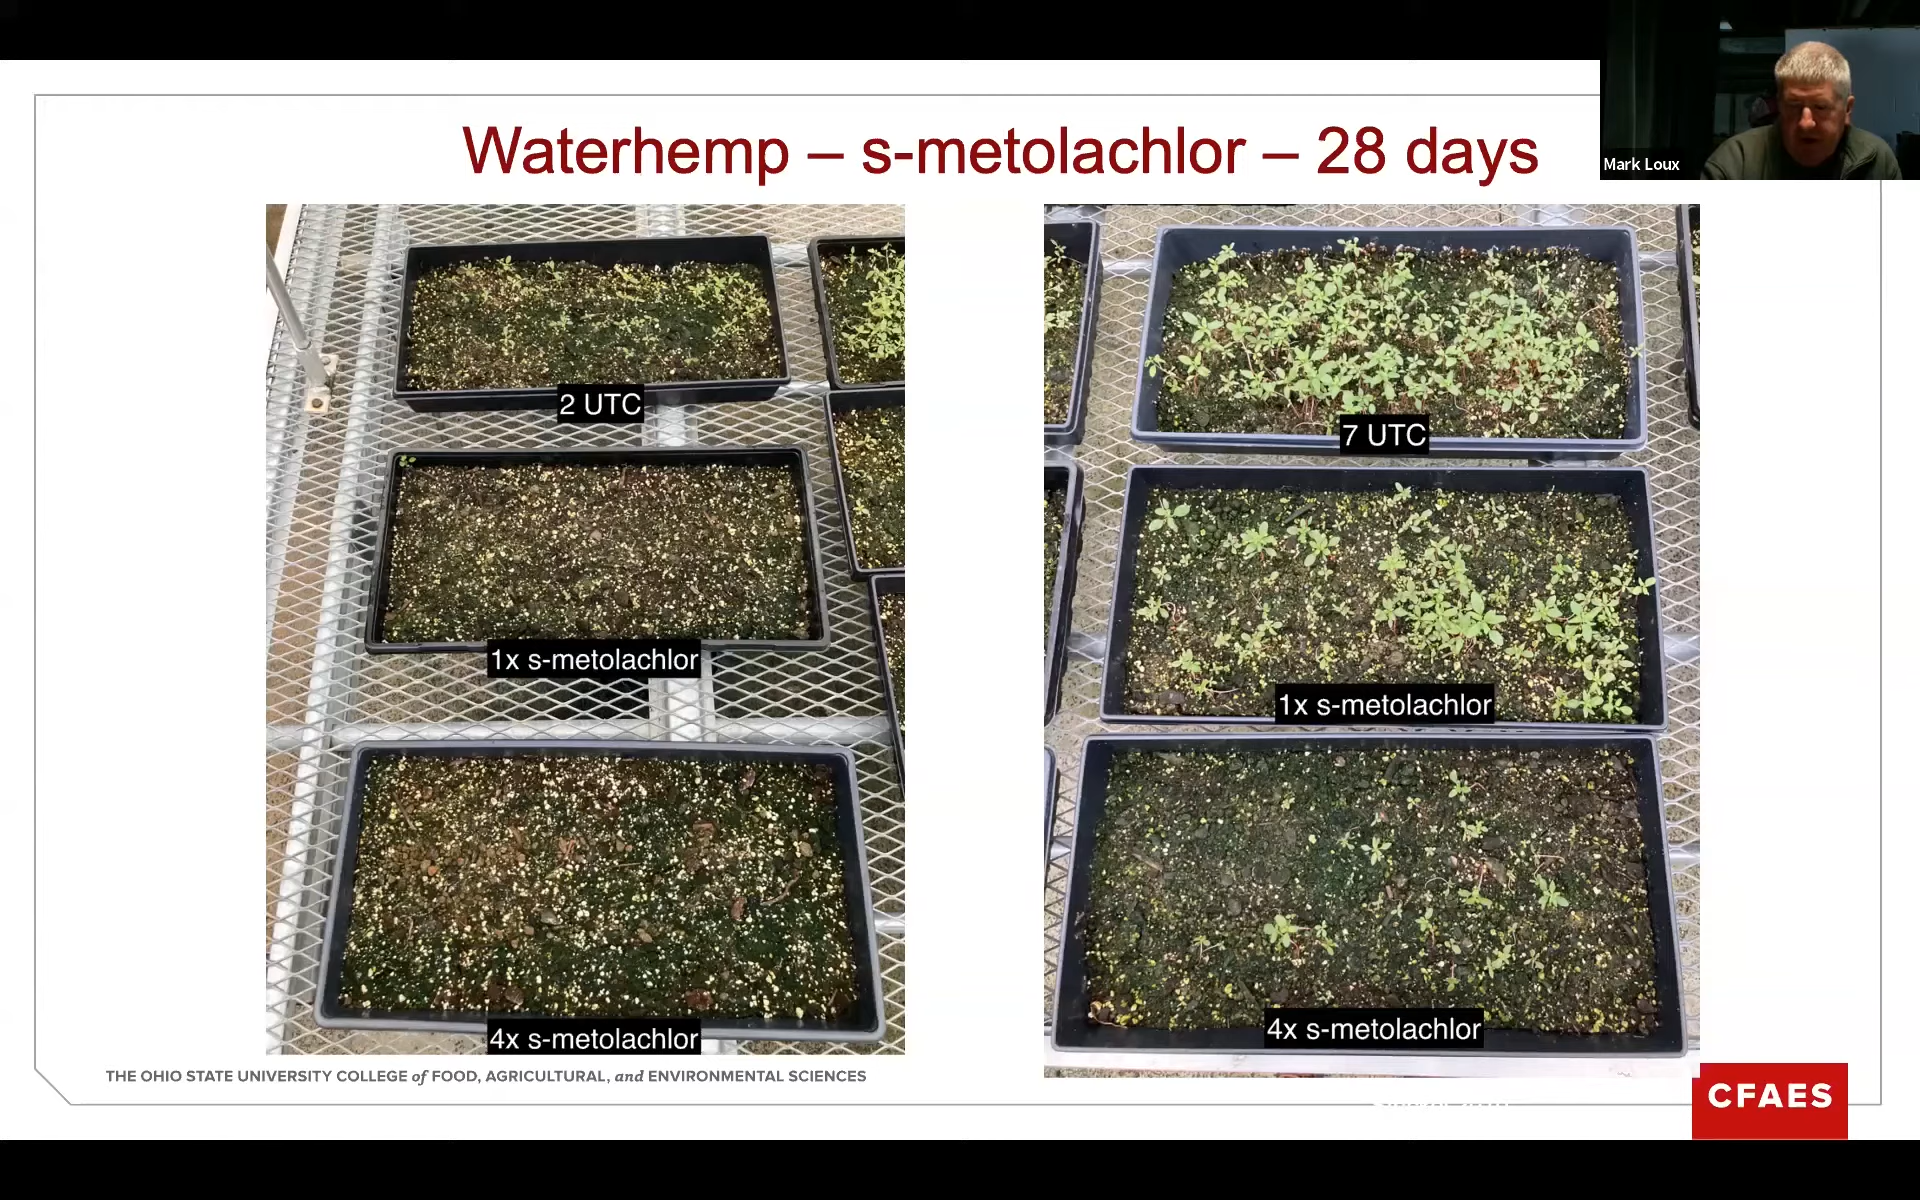 Waterhemp – s-metolachlor – 28 days
Mark Loux
2 UTC
1x s-metolachlor
4x s-metolachlor
7 UTC
1x s-metolachlor
4x s-metolachlor
THE OHIO STATE UNIVERSITY COLLEGE of FOOD, AGRICULTURAL, and ENVIRONMENTAL SCIENCES
CFAES